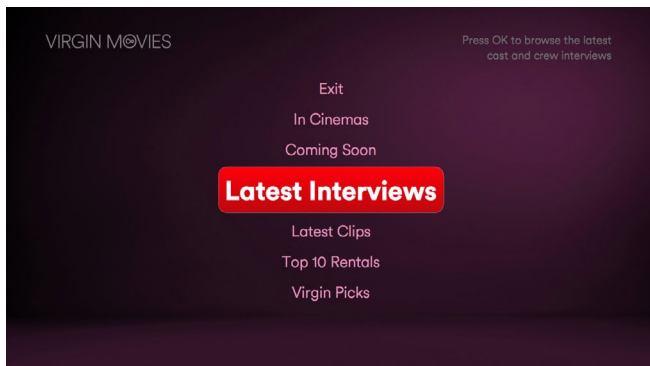 VIRGIN MOVIES
Press OK to browse the latest
cast and crew interviews
Exit
In Cinemas
Coming Soon
Latest Interviews
Latest Clips
Top 10 Rentals
Virgin Picks